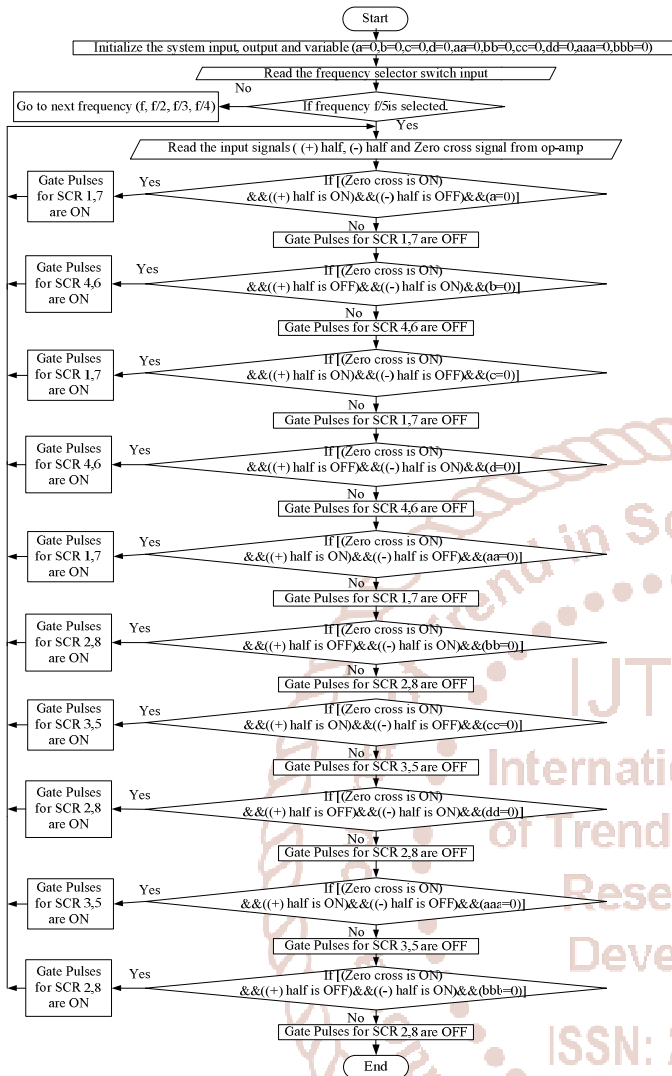 Start
Initialize the system input, output and variable (a=0,b=0,c=0,d=0,aa=0,bb=0,cc=0,dd=0,aaa=0,bbb=0)
Read the frequency selector switch input
No
Go to next frequency (f, f/2, f/3, f/4)
If frequency f/5is selected.
Yes
Read the input signals ( (+) half, (-) half and Zero cross signal from op-amp
Gate Pulses
for SCR 1,7
are ON
Yes
If [(Zero cross is ON)
&&((+) half is ON)&&((-) half is OFF)&&(a=0)]
No
Gate Pulses for SCR 1,7 are OFF
Gate Pulses
for SCR 4,6
are ON
Yes
If [(Zero cross is ON)
&&((+) half is OFF)&&((-) half is ON)&&(b=0)]
No
Gate Pulses for SCR 4,6 are OFF
Gate Pulses
for SCR 1,7
are ON
Yes
If [(Zero cross is ON)
&&((+) half is ON)&&((-) half is OFF)&&(c=0)]
No
Gate Pulses for SCR 1,7 are OFF
Gate Pulses
for SCR 4,6
are ON
Yes
If [(Zero cross is ON)
&&((+) half is OFF)&&((-) half is ON)&&(d=0)]
No
Gate Pulses for SCR 4,6 are OFF
Gate Pulses
for SCR 1,7
are ON
Yes
If [(Zero cross is ON)
&&((+) half is ON)&&((-) half is OFF)&&(aa=0)]
No
Gate Pulses for SCR 1,7 are OFF
Gate Pulses
for SCR 2,8
are ON
Yes
If [(Zero cross is ON)
&&((+) half is OFF)&&((-) half is ON)&&(bb=0)]
No
Gate Pulses for SCR 2,8 are OFF
Gate Pulses
for SCR 3,5
are ON
Yes
If [(Zero cross is ON)
&&((+) half is ON)&&((-) half is OFF)&&(cc=0)]
No
Gate Pulses for SCR 3,5 are OFF
Gate Pulses
for SCR 2,8
are ON
Yes
If [(Zero cross is ON)
&&((+) half is OFF)&&((-) half is ON)&&(dd=0)]
No
Gate Pulses for SCR 2,8 are OFF
Gate Pulses
for SCR 3,5
are ON
Yes
If [(Zero cross is ON)
&&((+) half is ON)&&((-) half is OFF)&&(aaa=0)]
No
Gate Pulses for SCR 3,5 are OFF
Gate Pulses
for SCR 2,8
are ON
Yes
If [(Zero cross is ON)
&&((+) half is OFF)&&((-) half is ON)&&(bbb=0)]
No
Gate Pulses for SCR 2,8 are OFF
End
Trend in Sc
IJT
Internatio
of Trend
Rese
Deve
ISSN: 2